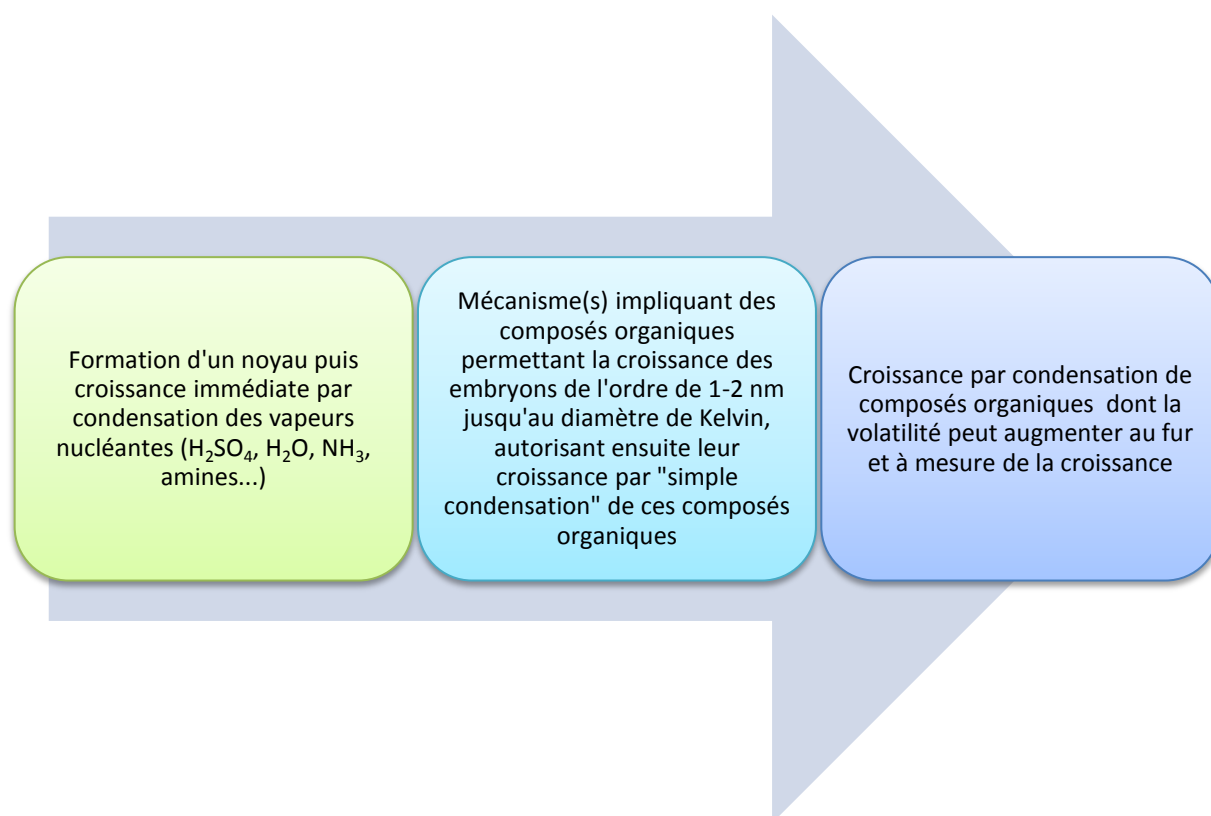 Formation d'un noyau puis
croissance immédiate par
condensation des vapeurs
nucléantes (H₂SO₄, H₂O, NH₃,
amines...)
Mécanisme(s) impliquant des
composés organiques
permettant la croissance des
embryons de l'ordre de 1-2 nm
jusqu'au diamètre de Kelvin,
autorisant ensuite leur
croissance par "simple
condensation" de ces composés
organiques
Croissance par condensation de
composés organiques dont la
volatilité peut augmenter au fur
et à mesure de la croissance